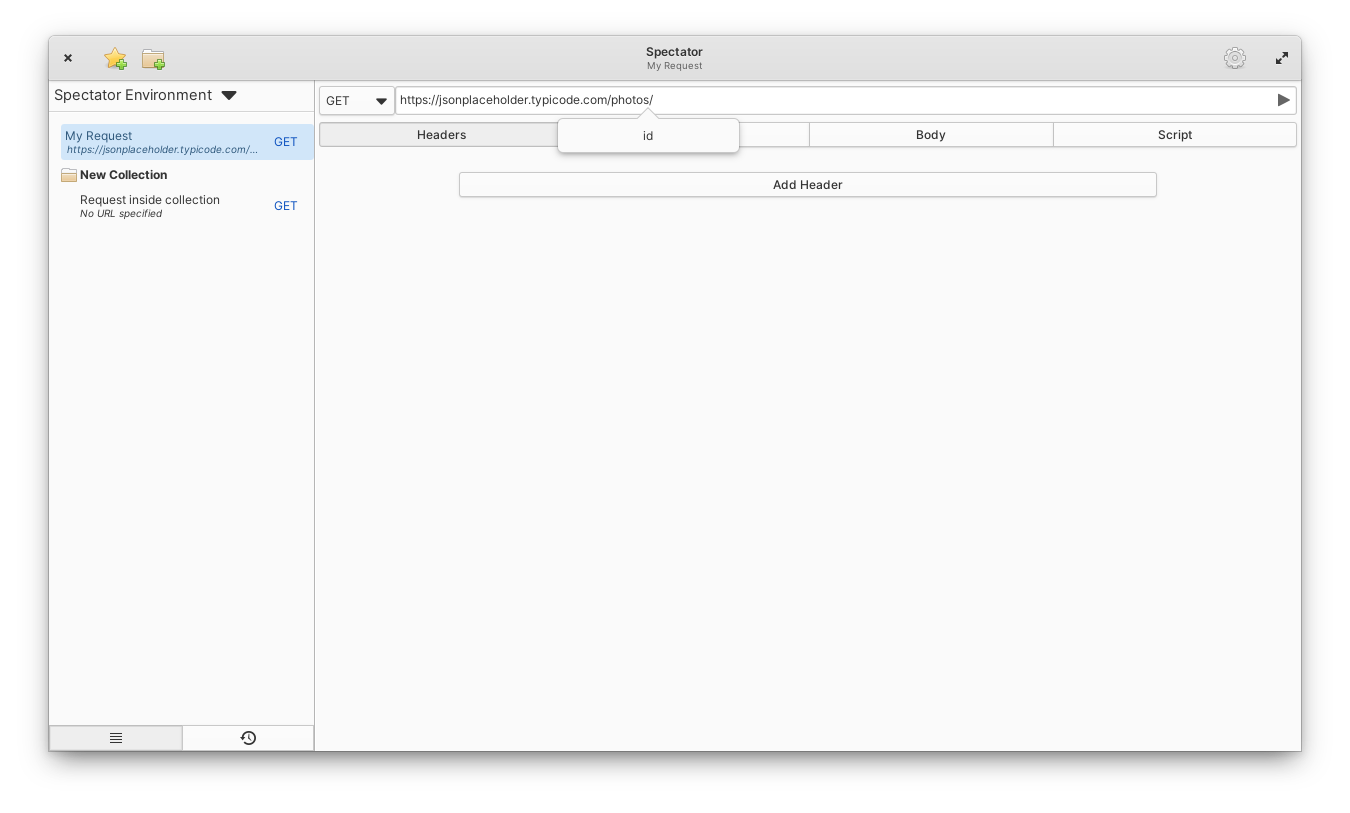 Spectator
My Request
Spectator Environment
GET
https://jsonplaceholder.typicode.com/photos/
id
Headers
Body
Script
Add Header
My Request
https://jsonplaceholder.typicode.com/...
GET
New Collection
Request inside collection
No URL specified
GET